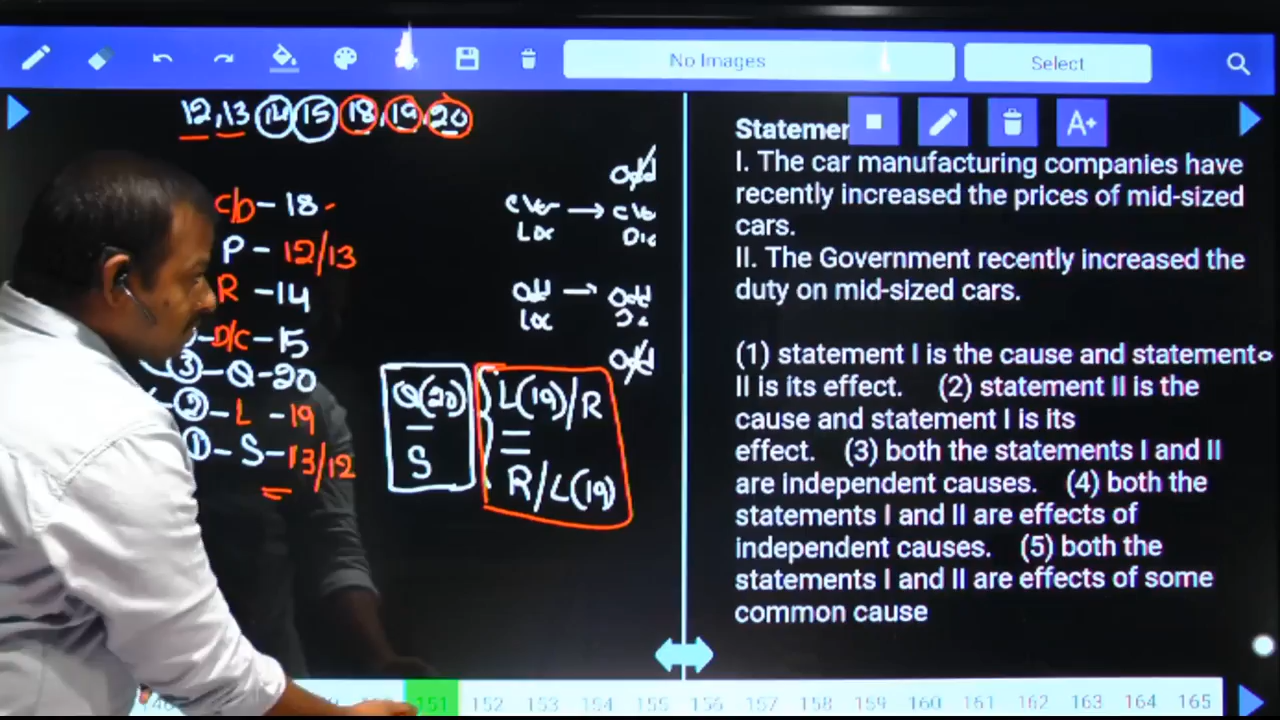 No Images
Select
12, 13 14 15 18, 19, 20
C/b - 18
P - 12/13
R - 14
D/C - 15
3 - Q - 20
2 - L - 19
1 - S - 13/12
Odd
LOC
Odd
Q(20)
S
L(19)/R
R/L(19)
A+
I. The car manufacturing companies have
recently increased the prices of mid-sized
cars.
II. The Government recently increased the
duty on mid-sized cars.
(1) statement I is the cause and statement
II is its effect. (2) statement II is the
cause and statement I is its
effect. (3) both the statements I and II
are independent causes. (4) both the
statements I and II are effects of
independent causes. (5) both the
statements I and II are effects of some
common cause
151 152 153 154 155 156 157 158 159 160 161 162 163 164 165